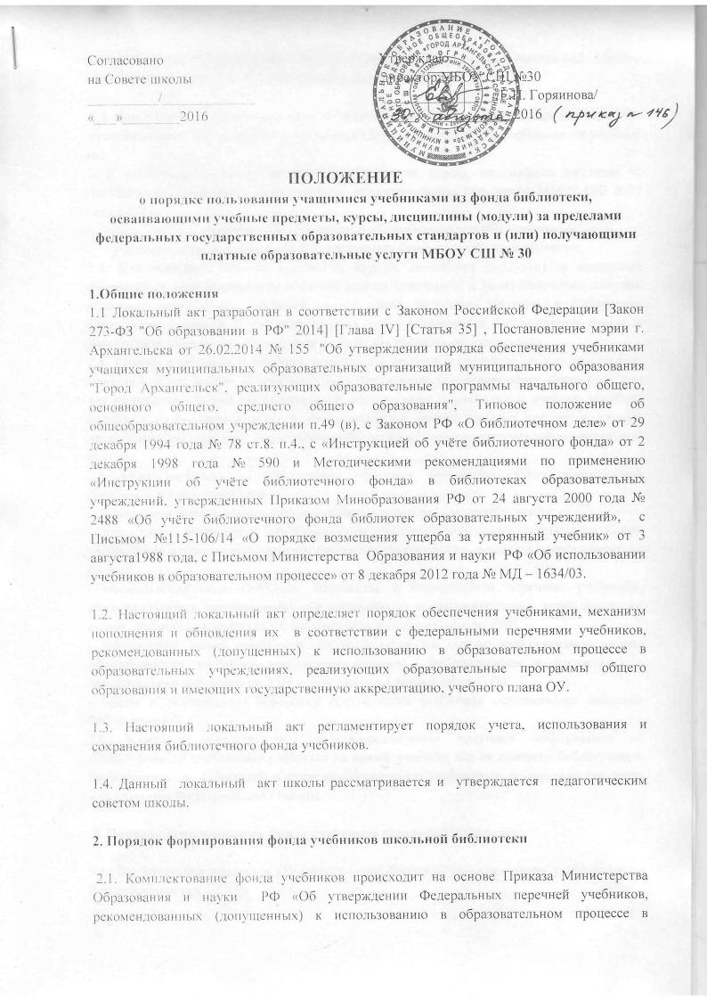 Согласовано
Утверждаю
на Совете школы
директор МБОУ СШ №30
__________/__________
Горяинова/
«___»________2016
30 августа 2016 (приказ № 146)
ПОЛОЖЕНИЕ
о порядке пользования учащимися учебниками из фонда библиотеки,
осваивающими учебные предметы, курсы, дисциплины (модули) за пределами
федеральных государственных образовательных стандартов и (или) получающими
платные образовательные услуги МБОУ СШ № 30
1.Общие положения
1.1 Локальный акт разработан в соответствии с Законом Российской Федерации [Закон
273-ФЗ "Об образовании в РФ" 2014] [Глава IV] [Статья 35] , Постановление мэрии г.
Архангельска от 26.02.2014 № 155 "Об утверждении порядка обеспечения учебниками
учащихся муниципальных образовательных организаций муниципального образования
"Город Архангельск", реализующих образовательные программы начального общего,
основного общего, среднего общего образования", Типовое положение об
общеобразовательном учреждении п.49 (в), с Законом РФ «О библиотечном деле» от 29
декабря 1994 года № 78 ст.8. п.4., с «Инструкцией об учёте библиотечного фонда» от 2
декабря 1998 года № 590 и Методическими рекомендациями по применению
«Инструкции об учёте библиотечного фонда» в библиотеках образовательных
учреждений, утвержденных Приказом Минобразования РФ от 24 августа 2000 года №
2488 «Об учёте библиотечного фонда библиотек образовательных учреждений», с
Письмом №115-106/14 «О порядке возмещения ущерба за утерянный учебник» от 3
августа1988 года, с Письмом Министерства Образования и науки РФ «Об использовании
учебников в образовательном процессе» от 8 декабря 2012 года № МД – 1634/03.
1.2. Настоящий локальный акт определяет порядок обеспечения учебниками, механизм
пополнения и обновления их в соответствии с федеральными перечнями учебников,
рекомендованных (допущенных) к использованию в образовательном процессе в
образовательных учреждениях, реализующих образовательные программы общего
образования и имеющих государственную аккредитацию, учебного плана ОУ.
1.3. Настоящий локальный акт регламентирует порядок учета, использования и
сохранения библиотечного фонда учебников.
1.4. Данный локальный акт школы рассматривается и утверждается педагогическим
советом школы.
2. Порядок формирования фонда учебников школьной библиотеки
2.1. Комплектование фонда учебников происходит на основе Приказа Министерства
Образования и науки РФ «Об утверждении Федеральных перечней учебников,
рекомендованных (допущенных) к использованию в образовательном процессе в